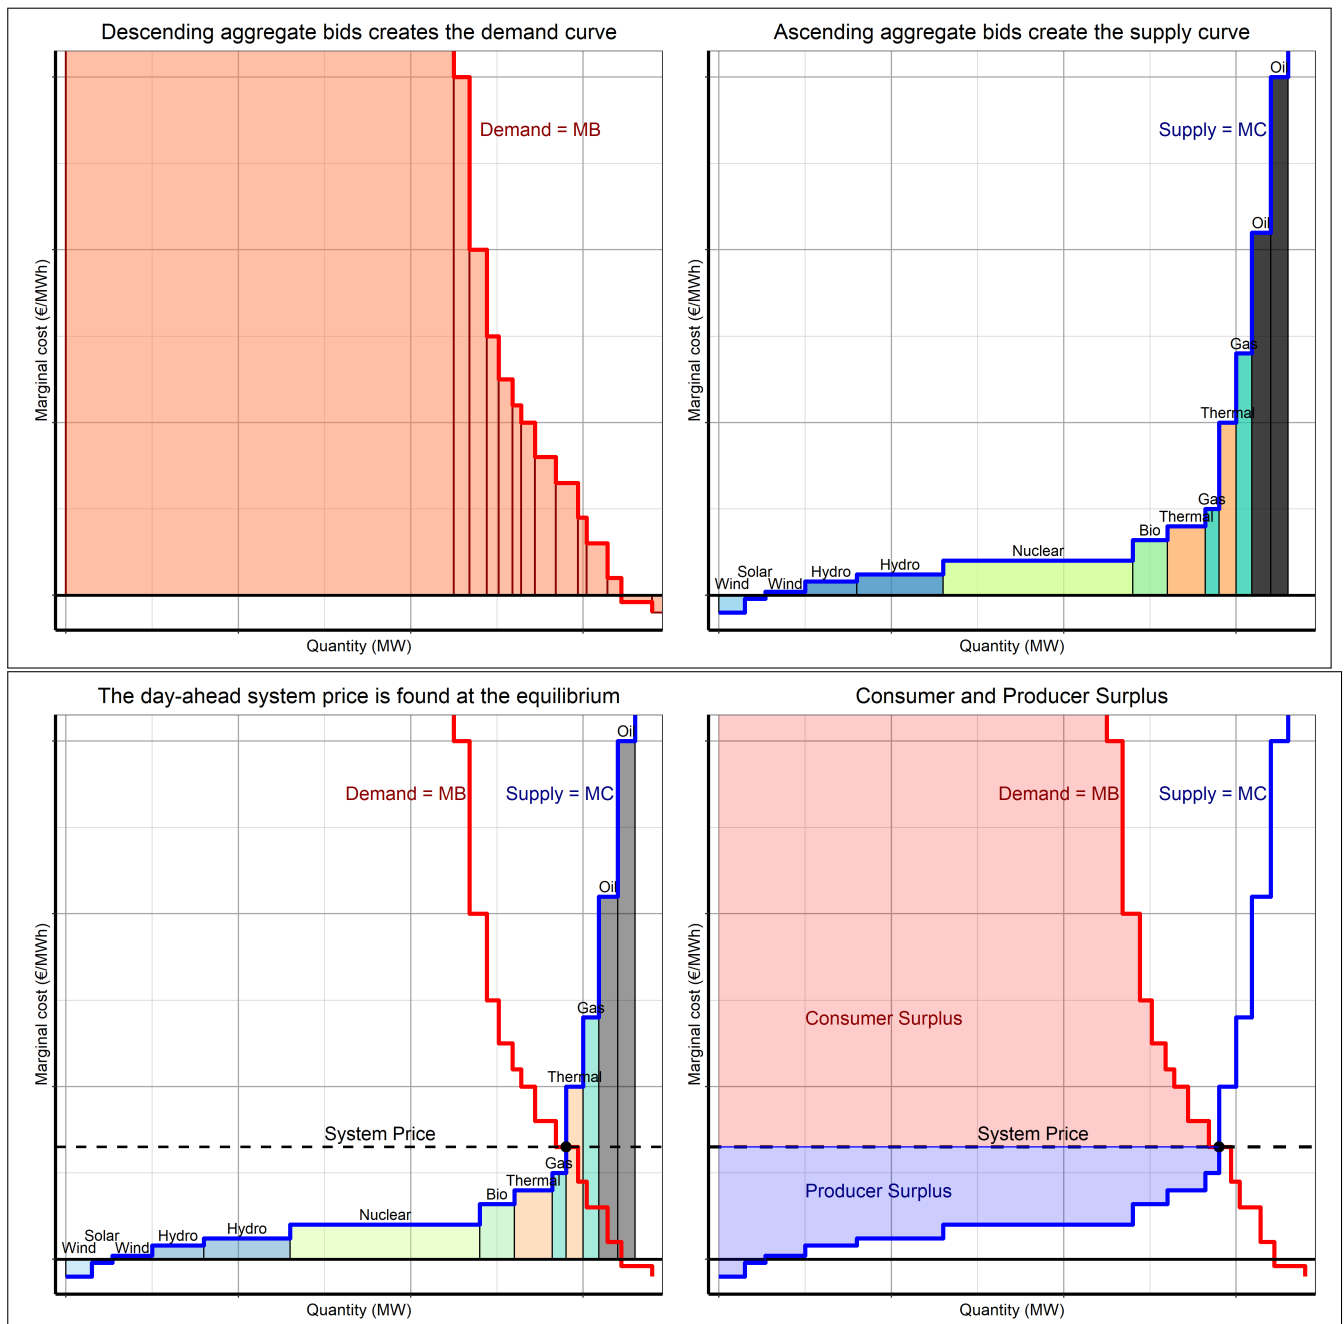 Descending aggregate bids creates the demand curve
Demand = MB
Marginal cost (€/MWh)
Quantity (MW)
Ascending aggregate bids create the supply curve
Oil
Supply = MC
Oil
Gas
Thermal
Gas
Thermal
Bio
Nuclear
Hydro
Hydro
Solar
Wind
Wind
Marginal cost (€/MWh)
Quantity (MW)
The day-ahead system price is found at the equilibrium
Oil
Demand = MB
Supply = MC
Oil
Gas
Thermal
System Price
Gas
Thermal
Bio
Nuclear
Hydro
Hydro
Solar
Wind
Wind
Marginal cost (€/MWh)
Quantity (MW)
Consumer and Producer Surplus
Demand = MB
Supply = MC
Consumer Surplus
System Price
Producer Surplus
Marginal cost (€/MWh)
Quantity (MW)